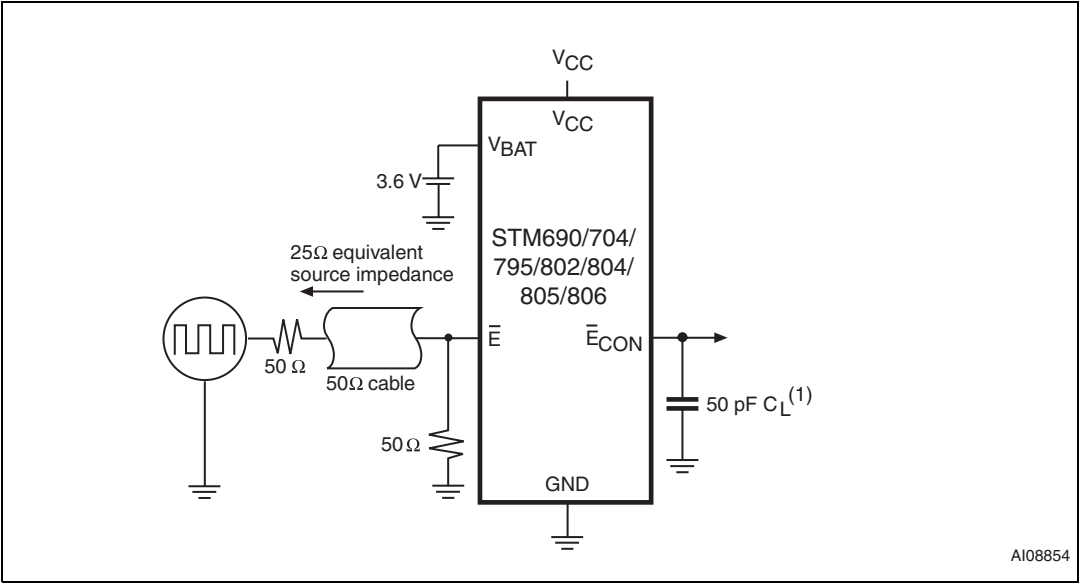 VCC
VCC
VBAT
3.6 V
STM690/704/
795/802/804/
805/806
25Ω equivalent
source impedance
E̅
E̅CON
50 Ω
50Ω cable
50 pF CL(1)
50 Ω
GND
AI08854